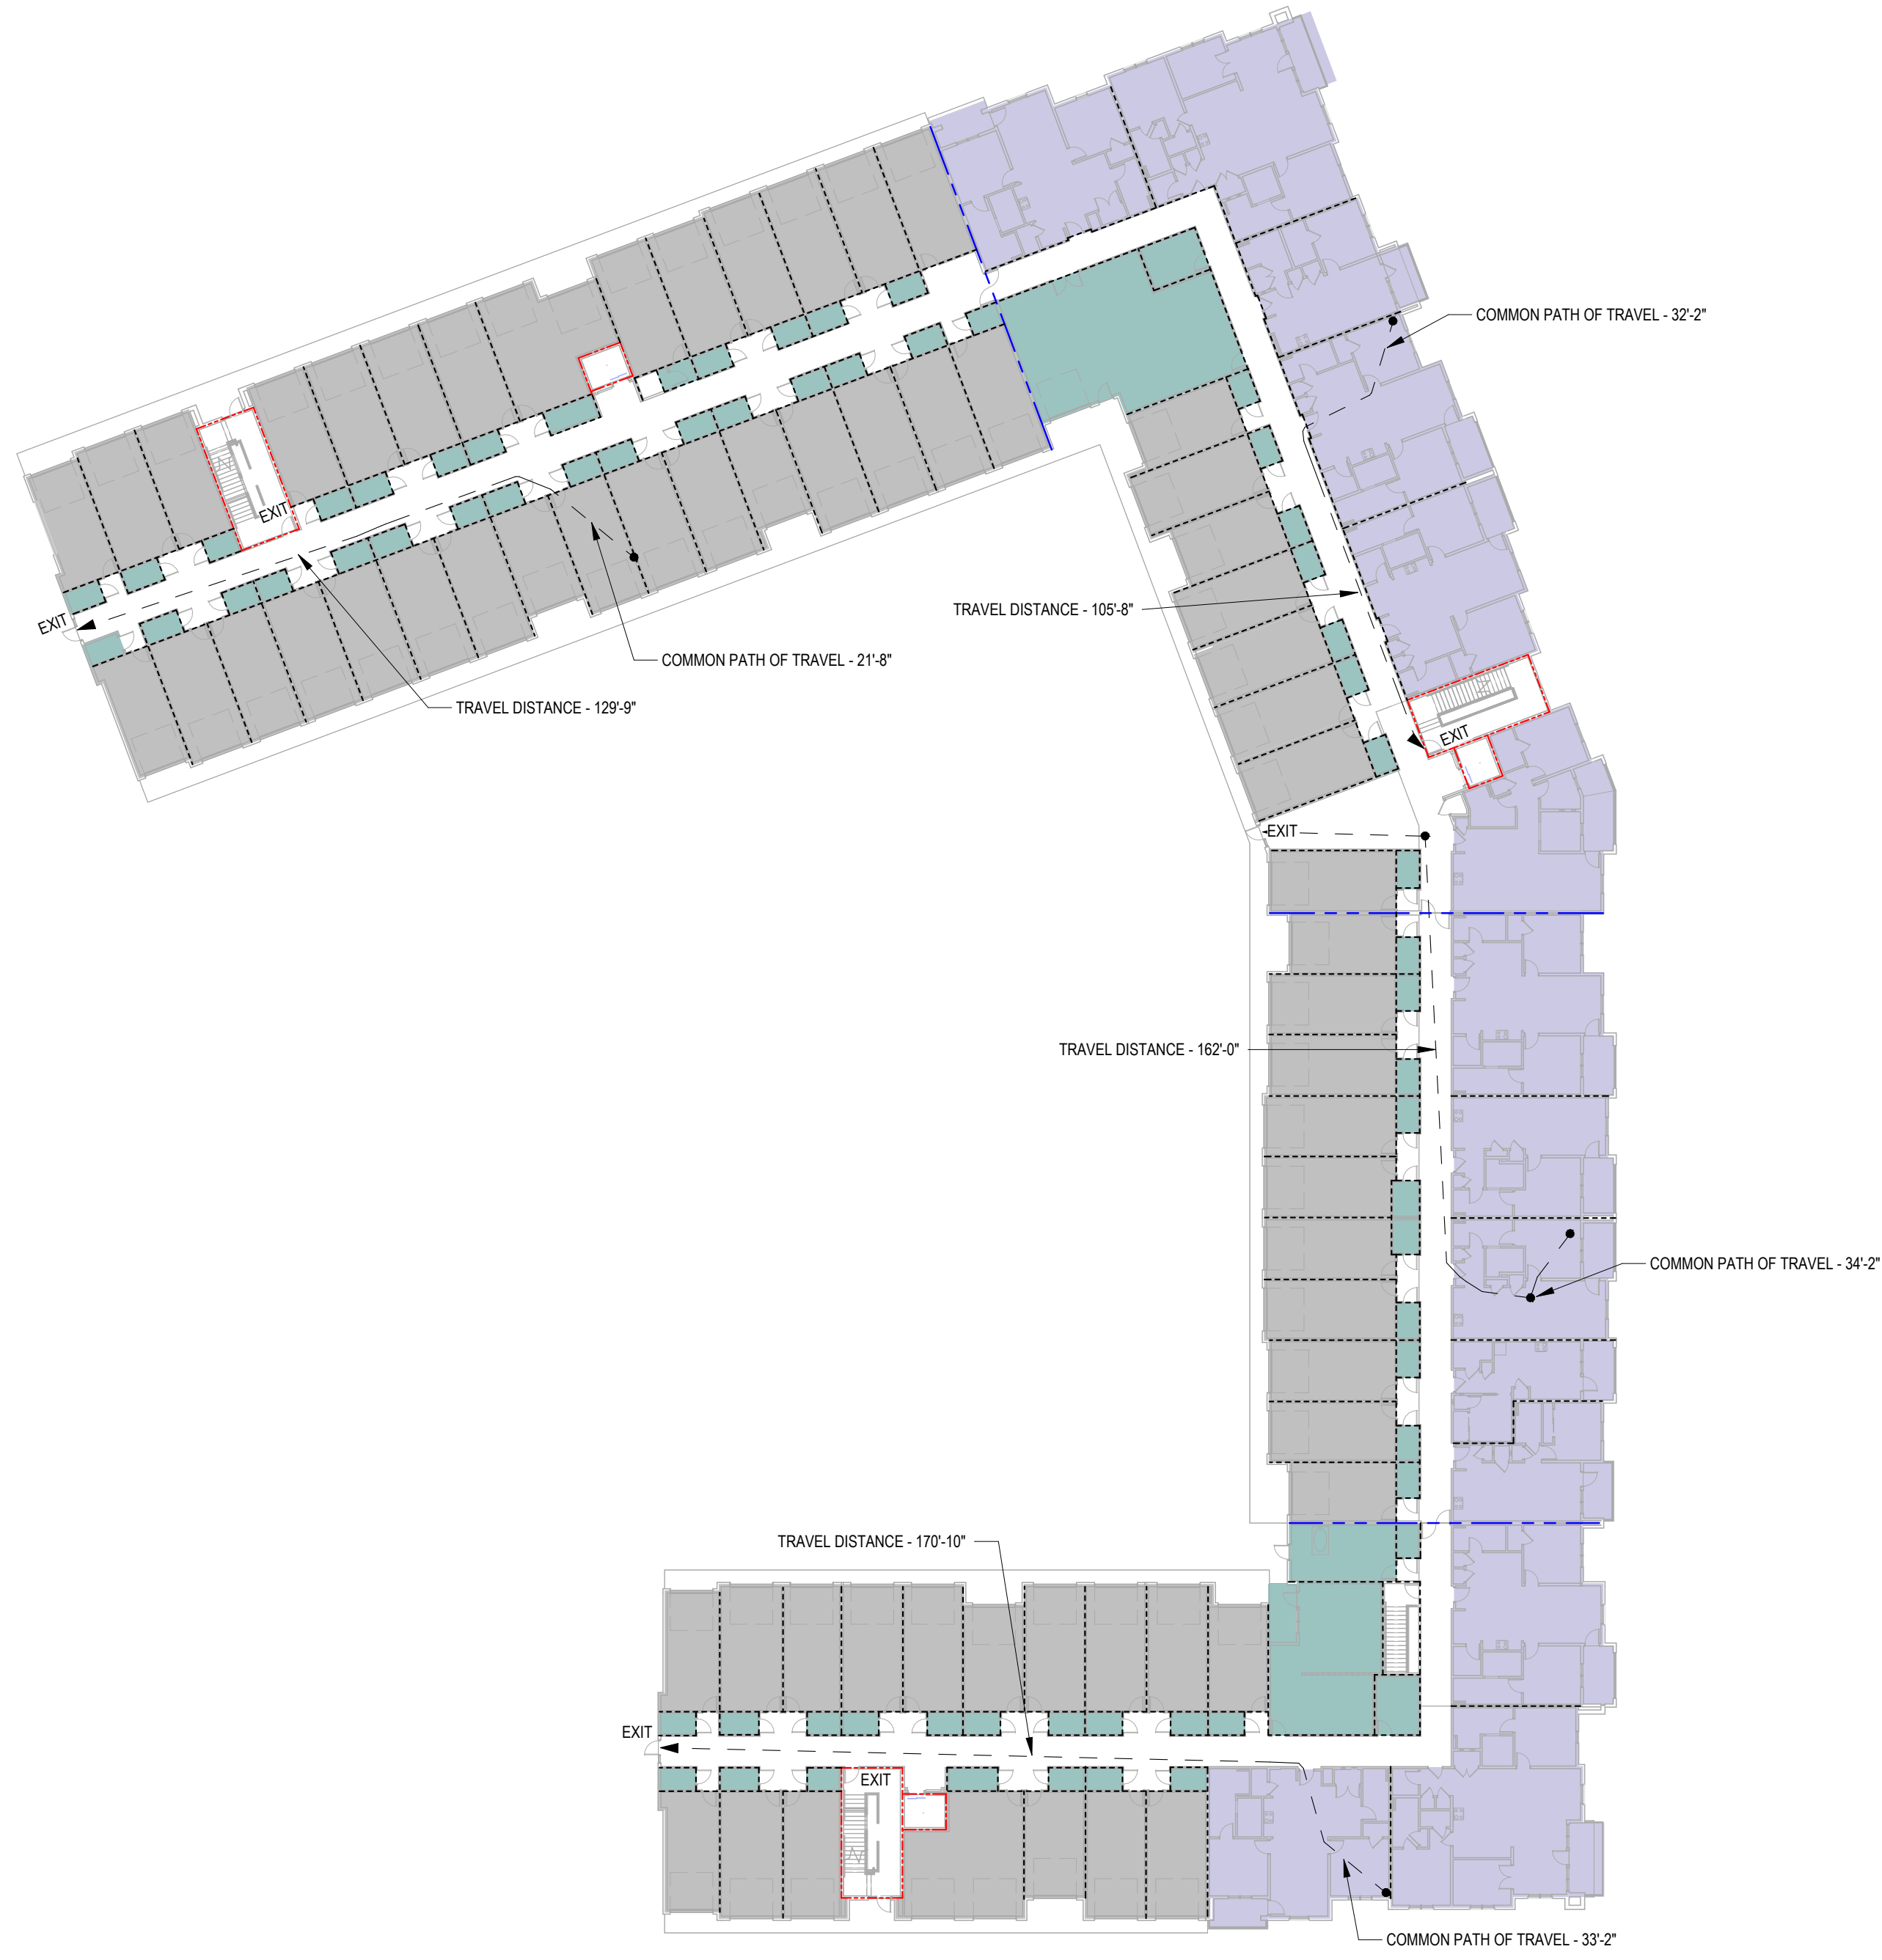 COMMON PATH OF TRAVEL - 32'-2"
EXIT
TRAVEL DISTANCE - 105'-8"
EXIT
COMMON PATH OF TRAVEL - 21'-8"
TRAVEL DISTANCE - 129'-9"
EXIT
EXIT
TRAVEL DISTANCE - 162'-0"
COMMON PATH OF TRAVEL - 34'-2"
TRAVEL DISTANCE - 170'-10"
EXIT
EXIT
COMMON PATH OF TRAVEL - 33'-2"